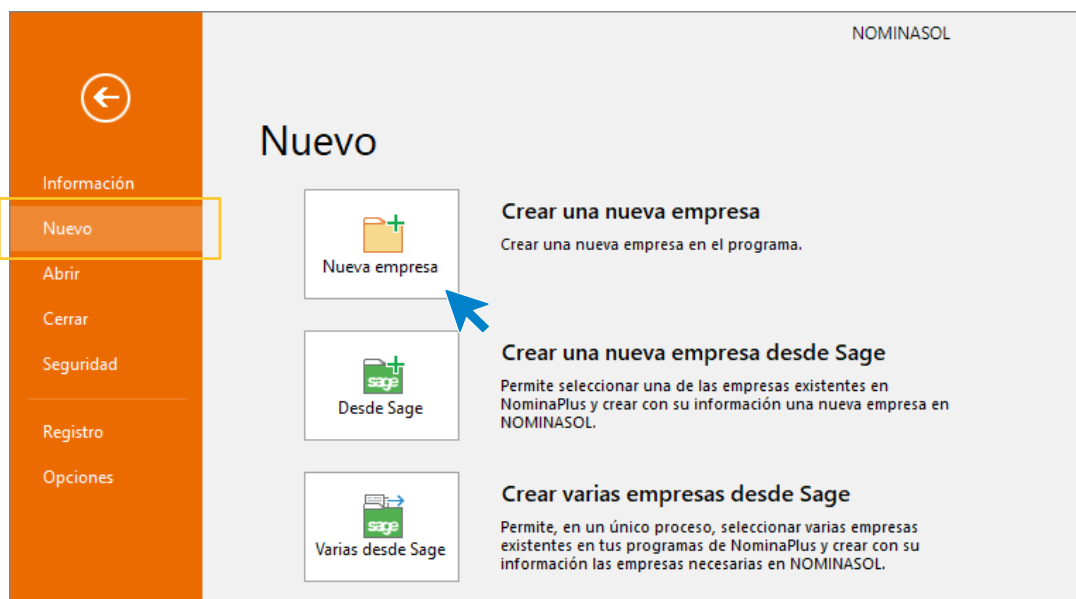 NOMINASOL
Información
Nuevo
Abrir
Cerrar
Seguridad
Registro
Opciones
Nuevo
Nueva empresa
Crear una nueva empresa
Crear una nueva empresa en el programa.
sage
Desde Sage
Crear una nueva empresa desde Sage
Permite seleccionar una de las empresas existentes en
NominaPlus y crear con su información una nueva empresa en
NOMINASOL.
sage
Varias desde Sage
Crear varias empresas desde Sage
Permite, en un único proceso, seleccionar varias empresas
existentes en tus programas de NominaPlus y crear con su
información las empresas necesarias en NOMINASOL.